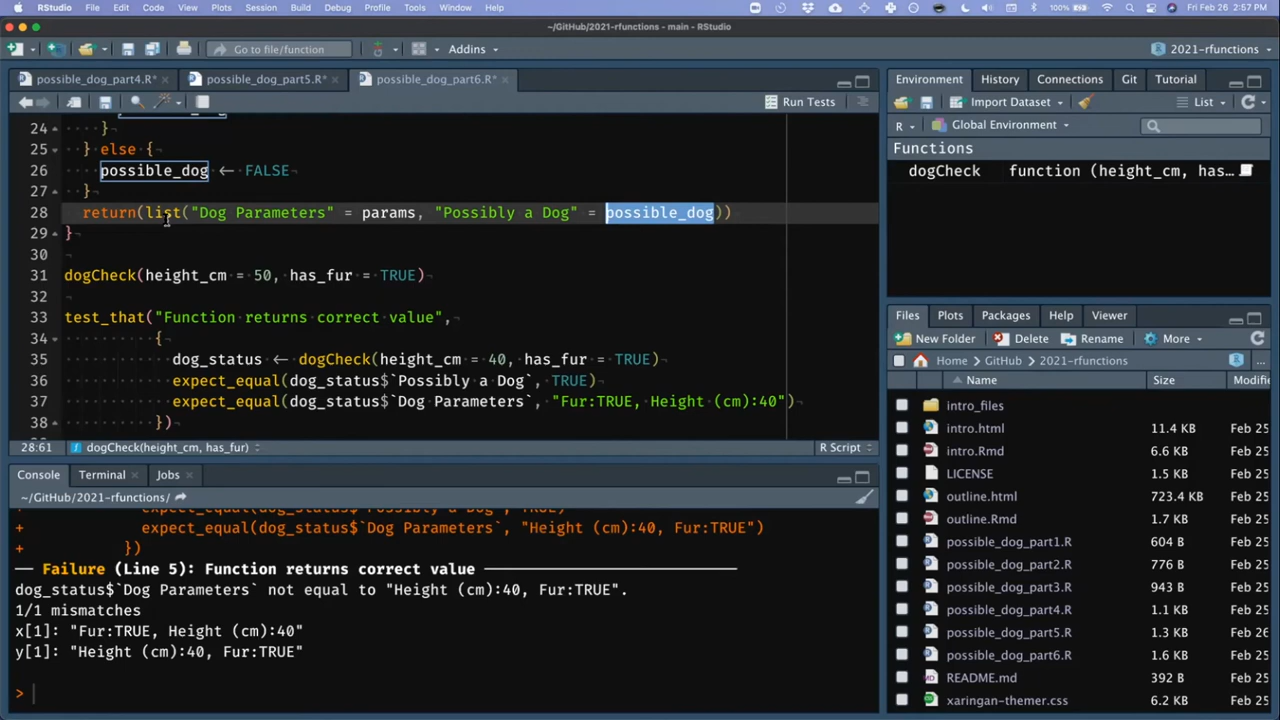 RStudio File Edit Code View Plots Session Build Debug Profile Tools Window Help 100% Fri Feb 26 2:57 PM
~/GitHub/2021-rfunctions - main - RStudio
Go to file/function Addins 2021-rfunctions
possible_dog_part4.R* possible_dog_part5.R* possible_dog_part6.R*
Run Tests
24 }
25 } else {
26 possible_dog ← FALSE
27 }
28 return(list("Dog Parameters" = params, "Possibly a Dog" = possible_dog))
29 }
30
31 dogCheck(height_cm = 50, has_fur = TRUE)
32
33 test_that("Function returns correct value",
34 {
35 dog_status ← dogCheck(height_cm = 40, has_fur = TRUE)
36 expect_equal(dog_status$`Possibly a Dog`, TRUE)
37 expect_equal(dog_status$`Dog Parameters`, "Fur:TRUE, Height (cm):40")
38 })
28:61 dogCheck(height_cm, has_fur) R Script
Console Terminal Jobs
~/GitHub/2021-rfunctions/
+ expect_equal(dog_status$`Possibly a Dog`, TRUE)
+ expect_equal(dog_status$`Dog Parameters`, "Height (cm):40, Fur:TRUE")
+ })
── Failure (Line 5): Function returns correct value ──────────
dog_status$`Dog Parameters` not equal to "Height (cm):40, Fur:TRUE".
1/1 mismatches
x[1]: "Fur:TRUE, Height (cm):40"
y[1]: "Height (cm):40, Fur:TRUE"
>
Environment History Connections Git Tutorial
Import Dataset List
R Global Environment
Functions
dogCheck function (height_cm, has…
Files Plots Packages Help Viewer
New Folder Delete Rename More
Home GitHub 2021-rfunctions ...
Name Size Modifie
intro_files
intro.html 11.4 KB Feb 25
intro.Rmd 6.6 KB Feb 25
LICENSE 1.5 KB Feb 25
outline.html 723.4 KB Feb 25
outline.Rmd 1.7 KB Feb 25
possible_dog_part1.R 604 B Feb 25
possible_dog_part2.R 776 B Feb 25
possible_dog_part3.R 943 B Feb 25
possible_dog_part4.R 1.1 KB Feb 25
possible_dog_part5.R 1.3 KB Feb 26
possible_dog_part6.R 1.6 KB Feb 25
README.md 392 B Feb 25
xaringan-themer.css 6.2 KB Feb 25